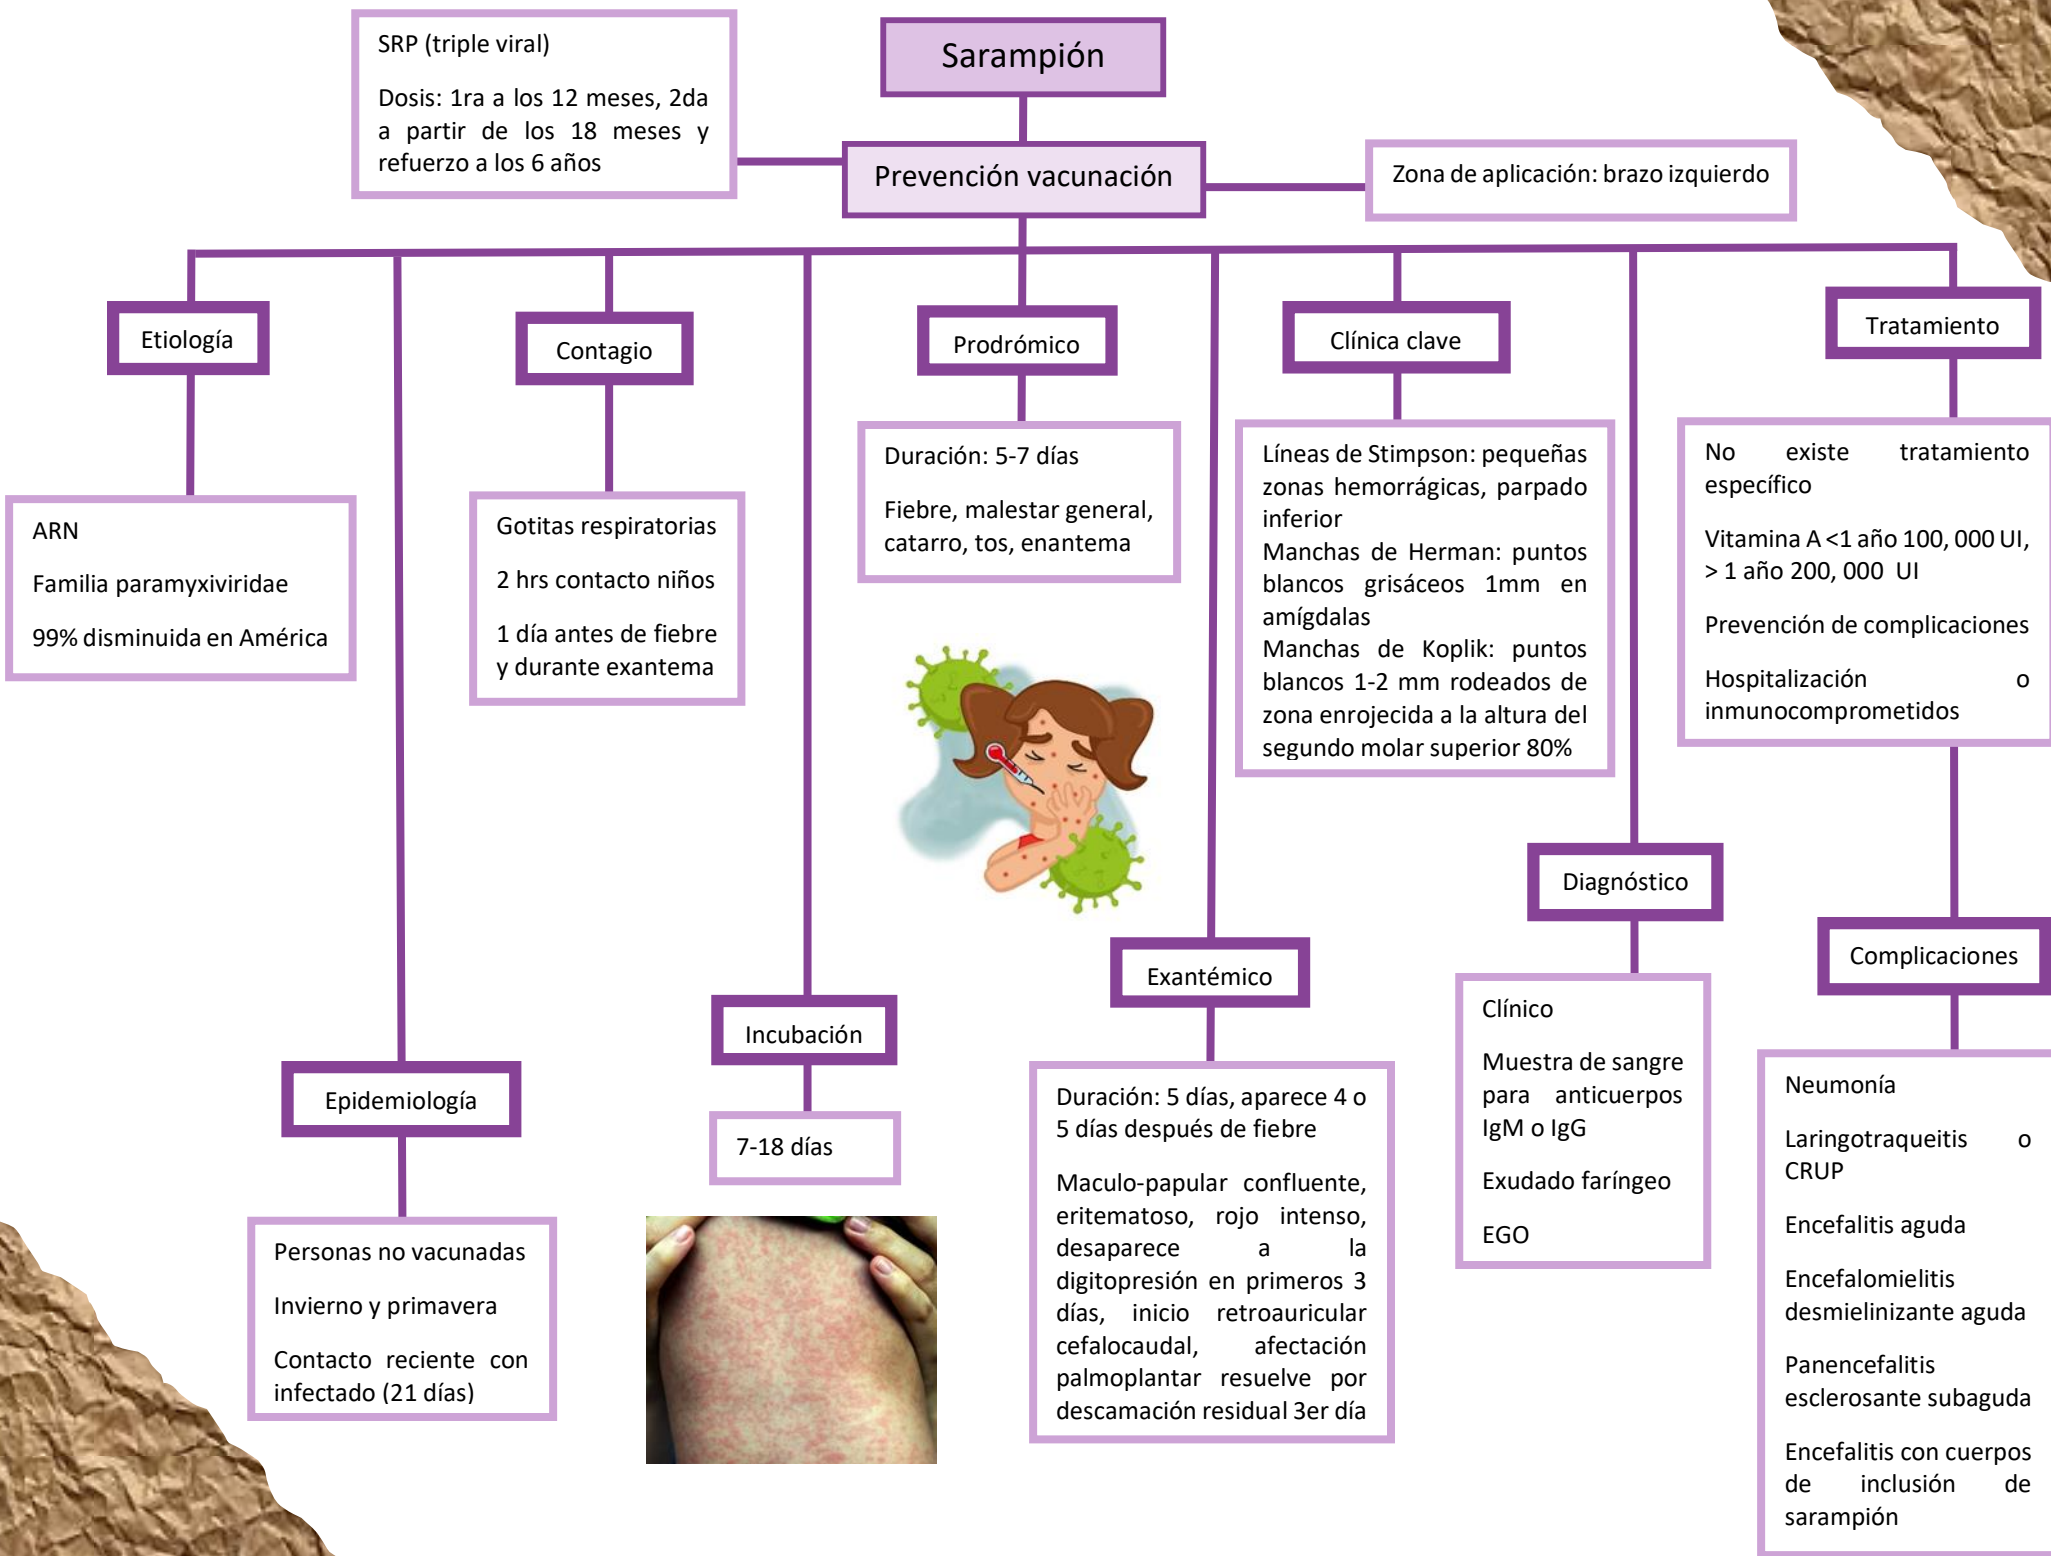 Sarampión
SRP (triple viral)
Dosis: 1ra a los 12 meses, 2da
a partir de los 18 meses y
refuerzo a los 6 años
Prevención vacunación
Zona de aplicación: brazo izquierdo
Etiología
ARN
Familia paramyxiviridae
99% disminuida en América
Epidemiología
Personas no vacunadas
Invierno y primavera
Contacto reciente con
infectado (21 días)
Contagio
Gotitas respiratorias
2 hrs contacto niños
1 día antes de fiebre
y durante exantema
Incubación
7-18 días
Prodrómico
Duración: 5-7 días
Fiebre, malestar general,
catarro, tos, enantema
Exantémico
Duración: 5 días, aparece 4 o
5 días después de fiebre
Maculo-papular confluente,
eritematoso, rojo intenso,
desaparece a la
digitopresión en primeros 3
días, inicio retroauricular
cefalocaudal, afectación
palmoplantar resuelve por
descamación residual 3er día
Clínica clave
Líneas de Stimpson: pequeñas
zonas hemorrágicas, parpado
inferior
Manchas de Herman: puntos
blancos grisáceos 1mm en
amígdalas
Manchas de Koplik: puntos
blancos 1-2 mm rodeados de
zona enrojecida a la altura del
segundo molar superior 80%
Diagnóstico
Clínico
Muestra de sangre
para anticuerpos
IgM o IgG
Exudado faríngeo
EGO
Tratamiento
No existe tratamiento
específico
Vitamina A <1 año 100, 000 UI,
> 1 año 200, 000 UI
Prevención de complicaciones
Hospitalización o
inmunocomprometidos
Complicaciones
Neumonía
Laringotraqueitis o
CRUP
Encefalitis aguda
Encefalomielitis
desmielinizante aguda
Panencefalitis
esclerosante subaguda
Encefalitis con cuerpos
de inclusión de
sarampión